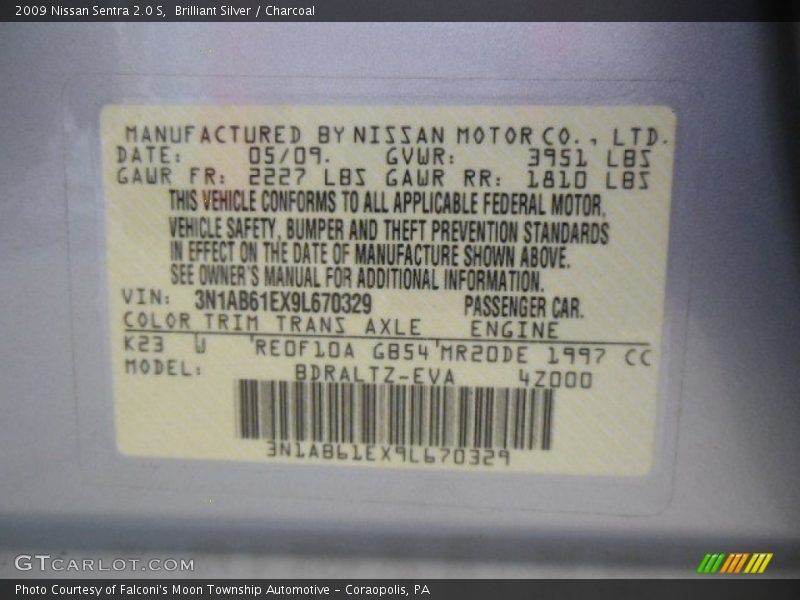 2009 Nissan Sentra 2.0 S, Brilliant Silver / Charcoal
MANUFACTURED BY NISSAN MOTOR CO., LTD.
DATE: 05/09. GVWR: 3951 LBS
GAWR FR: 2227 LBS GAWR RR: 1810 LBS
THIS VEHICLE CONFORMS TO ALL APPLICABLE FEDERAL MOTOR.
VEHICLE SAFETY, BUMPER AND THEFT PREVENTION STANDARDS
IN EFFECT ON THE DATE OF MANUFACTURE SHOWN ABOVE.
SEE OWNER'S MANUAL FOR ADDITIONAL INFORMATION.
VIN: 3N1AB61EX9L670329 PASSENGER CAR.
COLOR TRIM TRANS AXLE ENGINE
K23 W 'RE0F10A GB54'MR20DE 1997 CC
MODEL: BDRALTZ-EVA 4Z000
3N1AB61EX9L670329
GTCARLOT.COM
Photo Courtesy of Falconi's Moon Township Automotive – Coraopolis, PA